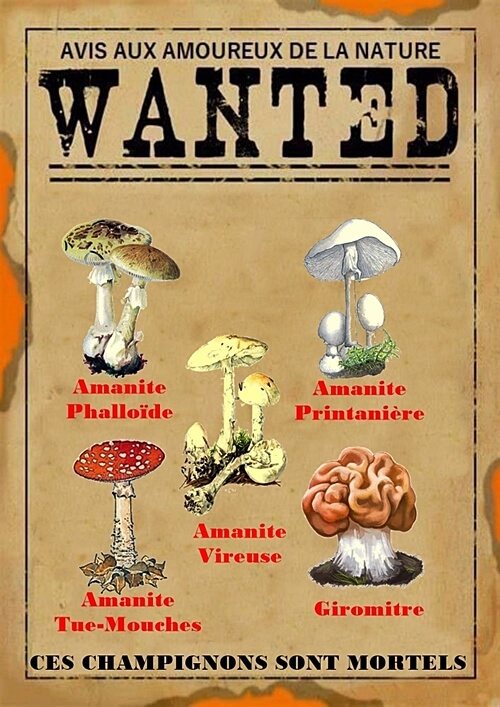 AVIS AUX AMOUREUX DE LA NATURE
WANTED
Amanite
Phalloïde
Amanite
Printanière
Amanite
Vireuse
Amanite
Tue-Mouches
Giromitre
CES CHAMPIGNONS SONT MORTELS